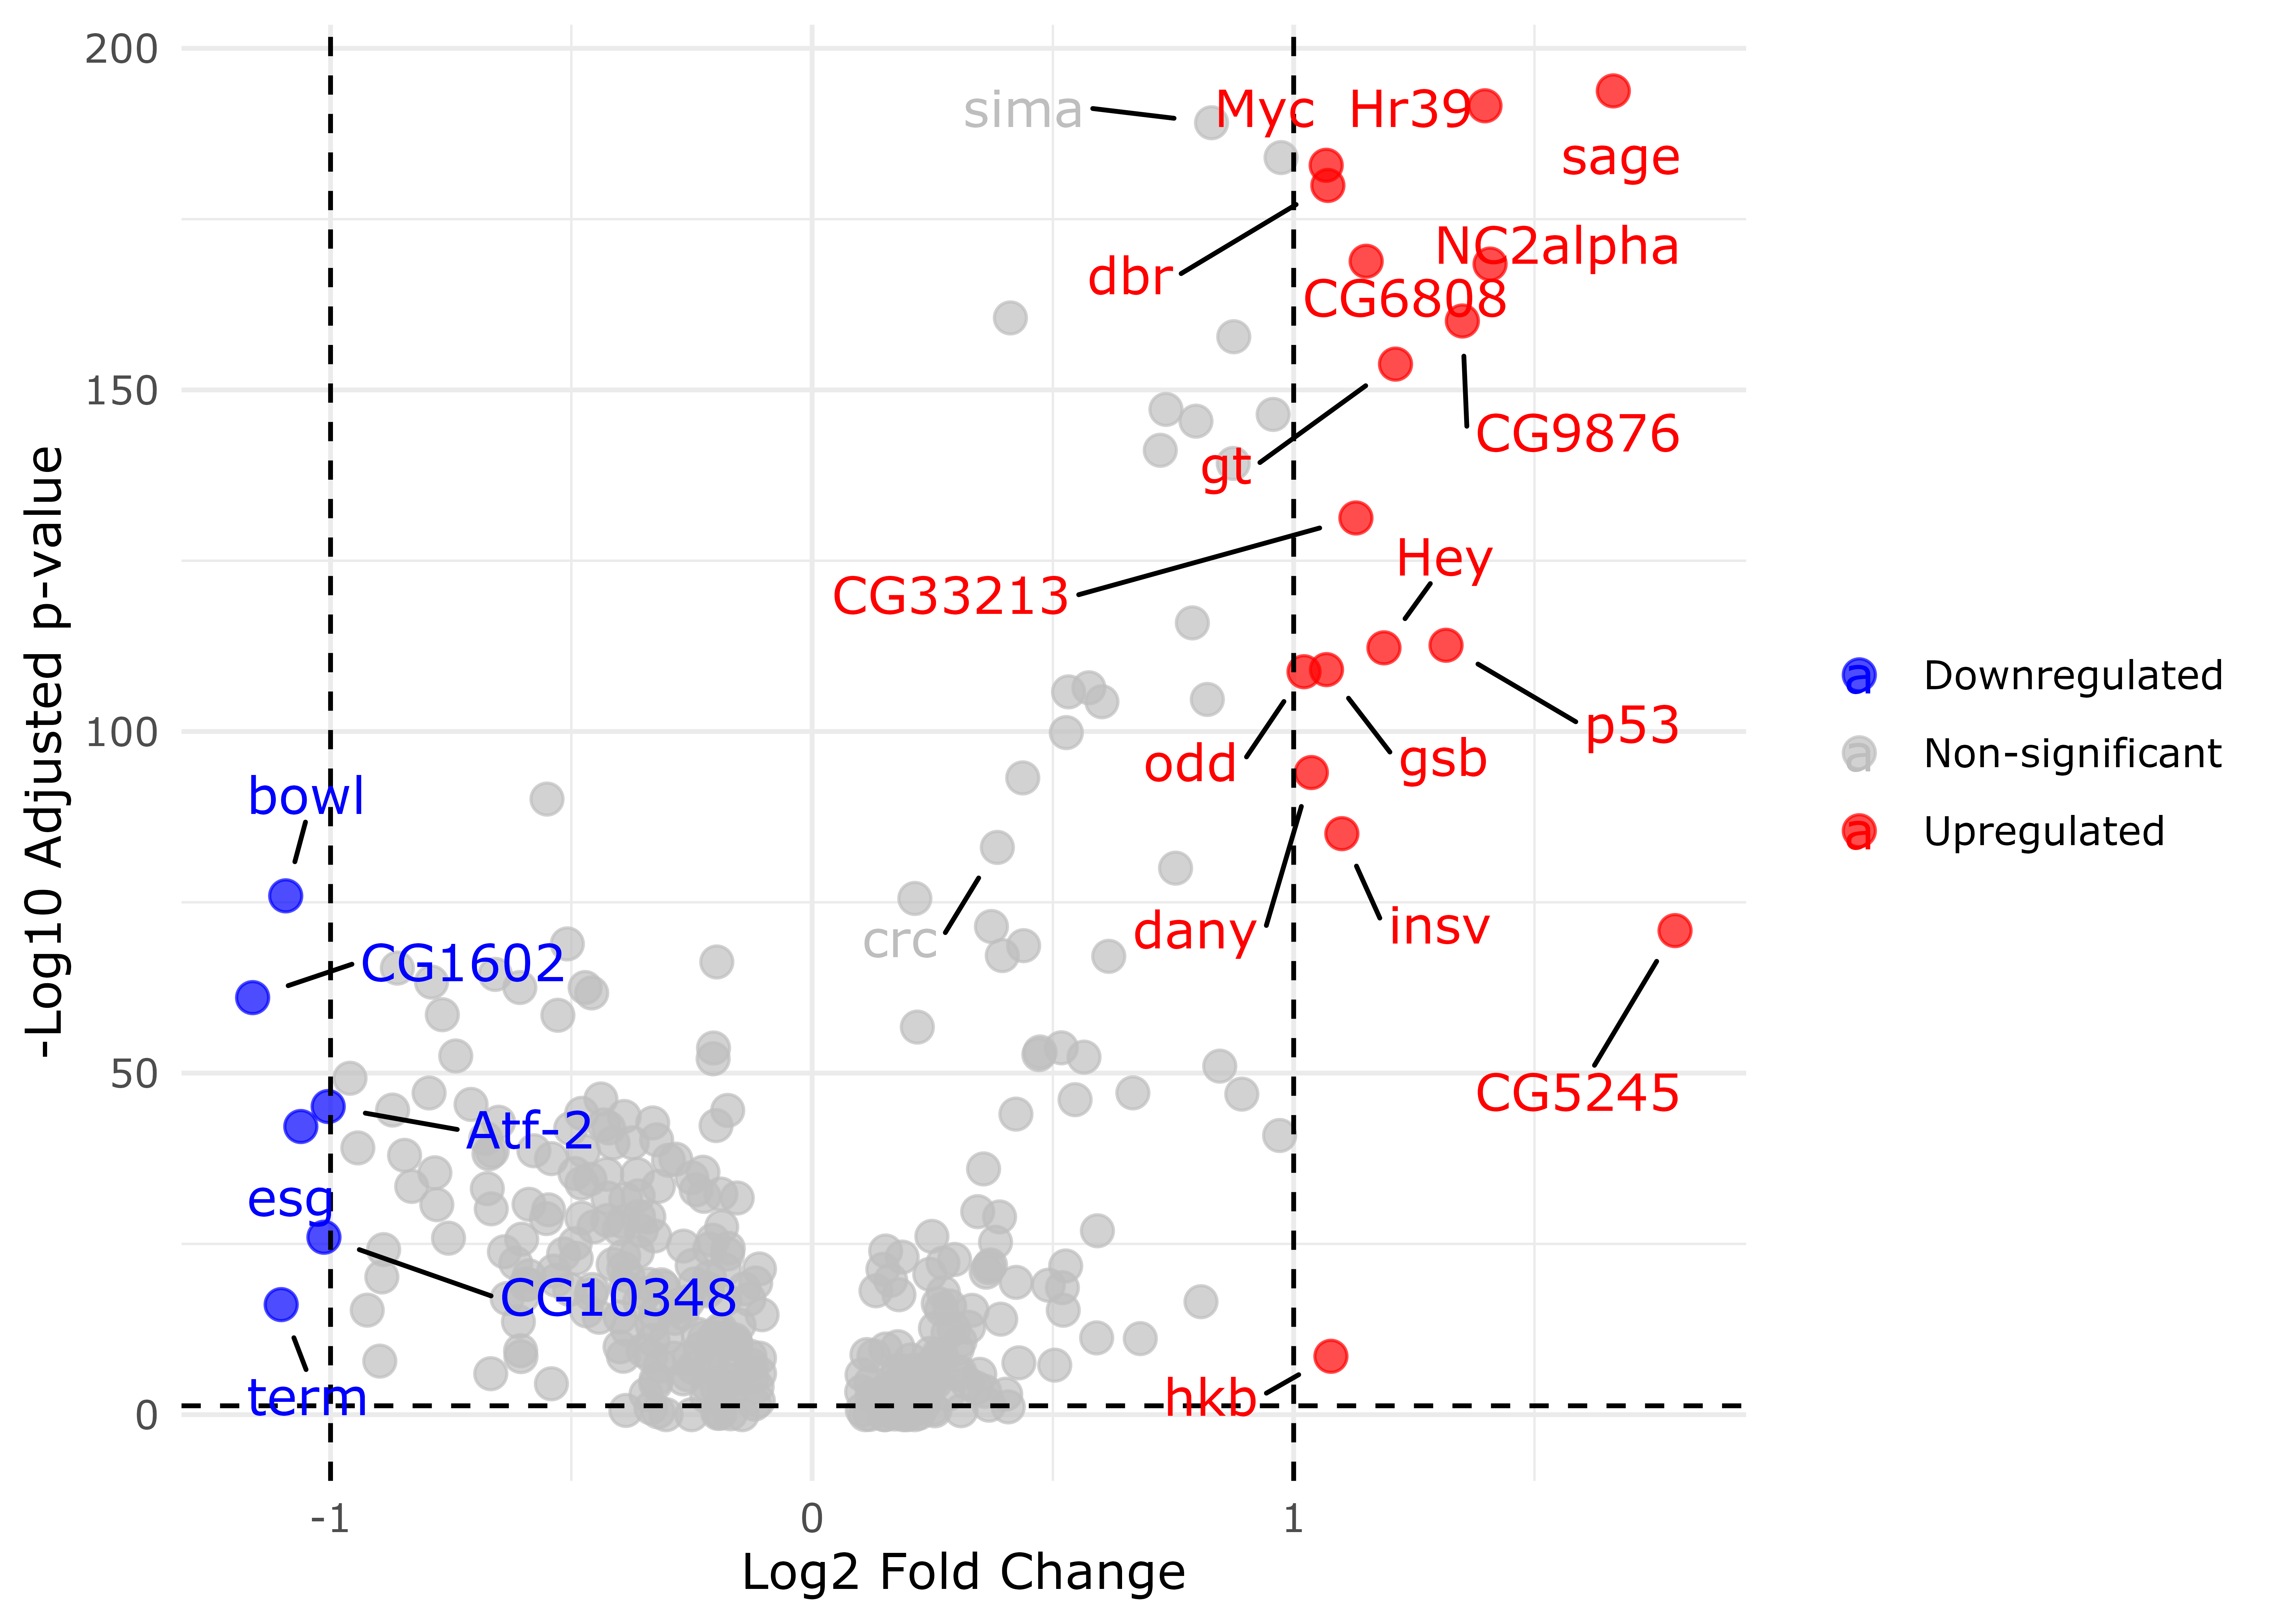 200
150
100
50
0
-Log10 Adjusted p-value
sima
Myc
Hr39
sage
NC2alpha
dbr
CG6808
CG9876
gt
Hey
CG33213
p53
odd
gsb
bowl
dany
insv
crc
CG1602
CG5245
Atf-2
esg
CG10348
term
hkb
-1
0
1
Log2 Fold Change
a Downregulated
a Non-significant
a Upregulated